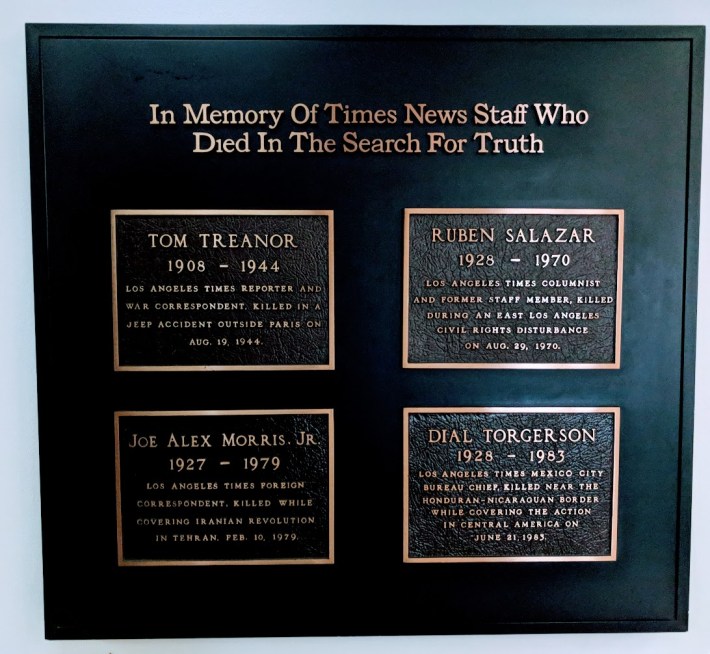 In Memory Of Times News Staff Who
Died In The Search For Truth
TOM TREANOR
1908 – 1944
LOS ANGELES TIMES REPORTER AND
WAR CORRESPONDENT, KILLED IN A
JEEP ACCIDENT OUTSIDE PARIS ON
AUG. 19, 1944.
RUBEN SALAZAR
1928 – 1970
LOS ANGELES TIMES COLUMNIST
AND FORMER STAFF MEMBER, KILLED
DURING AN EAST LOS ANGELES
CIVIL RIGHTS DISTURBANCE
ON AUG. 29, 1970.
JOE ALEX MORRIS, JR.
1927 – 1979
LOS ANGELES TIMES FOREIGN
CORRESPONDENT, KILLED WHILE
COVERING IRANIAN REVOLUTION
IN TEHRAN, FEB. 10, 1979.
DIAL TORGERSON
1928 – 1983
LOS ANGELES TIMES MEXICO CITY
BUREAU CHIEF, KILLED NEAR THE
HONDURAN-NICARAGUAN BORDER
WHILE COVERING THE ACTION
IN CENTRAL AMERICA ON
JUNE 21, 1983.